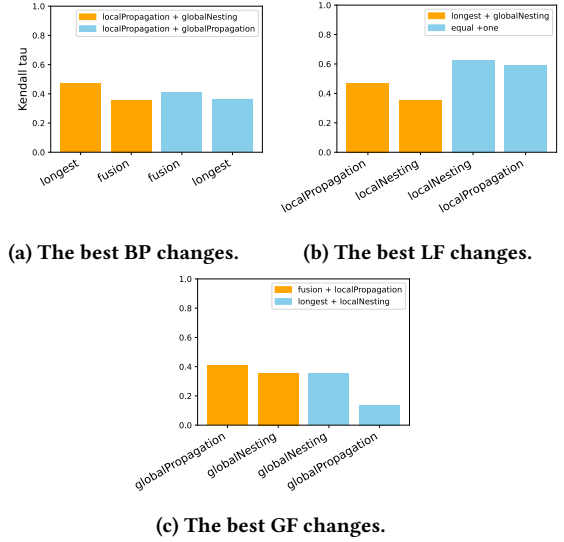 1.0
0.8
0.6
0.4
0.2
0.0
Kendall tau
localPropagation + globalNesting
localPropagation + globalPropagation
longest
fusion
fusion
longest
(a) The best BP changes.
1.0
0.8
0.6
0.4
0.2
0.0
longest + globalNesting
equal +one
localPropagation
localNesting
localNesting
localPropagation
(b) The best LF changes.
1.0
0.8
0.6
0.4
0.2
0.0
fusion + localPropagation
longest + localNesting
globalPropagation
globalNesting
globalNesting
globalPropagation
(c) The best GF changes.